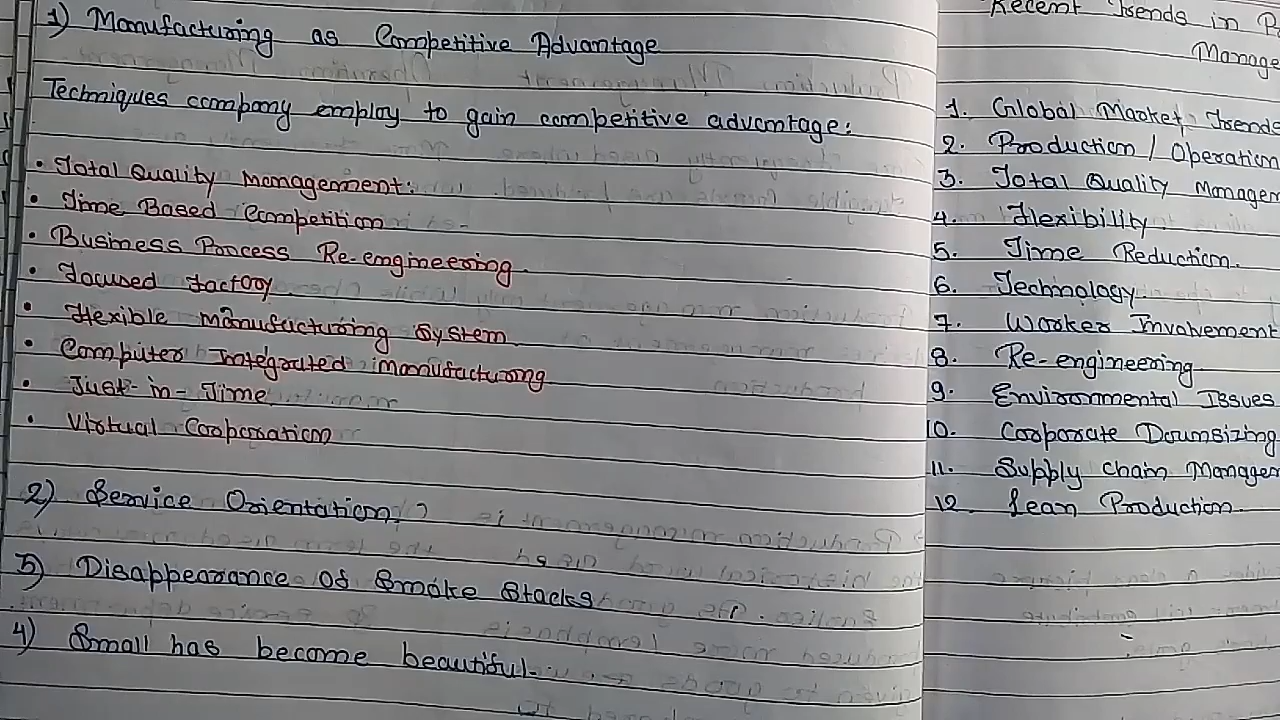 1) Manufacturing as Competitive Advantage
Techniques company employ to gain competitive advantage:
• Total Quality Management:
• Time Based Competition
• Business Process Re-engineering
• Focused factory
• Flexible manufacturing System
• Computer Integrated Manufacturing
• Just-in-Time
• Virtual Corporation
2) Service Orientation:
3) Disappearance of Smoke Stacks
4) Small has become beautiful.
Recent Trends in
Manage
1. Global Market Trends
2. Production / Operation
3. Total Quality Managem
4. Flexibility
5. Time Reduction.
6. Technology
7. Worker Involvement
8. Re-engineering
9. Environmental Issues
10. Corporate Downsizing
11. Supply Chain Manager
12. Lean Production.